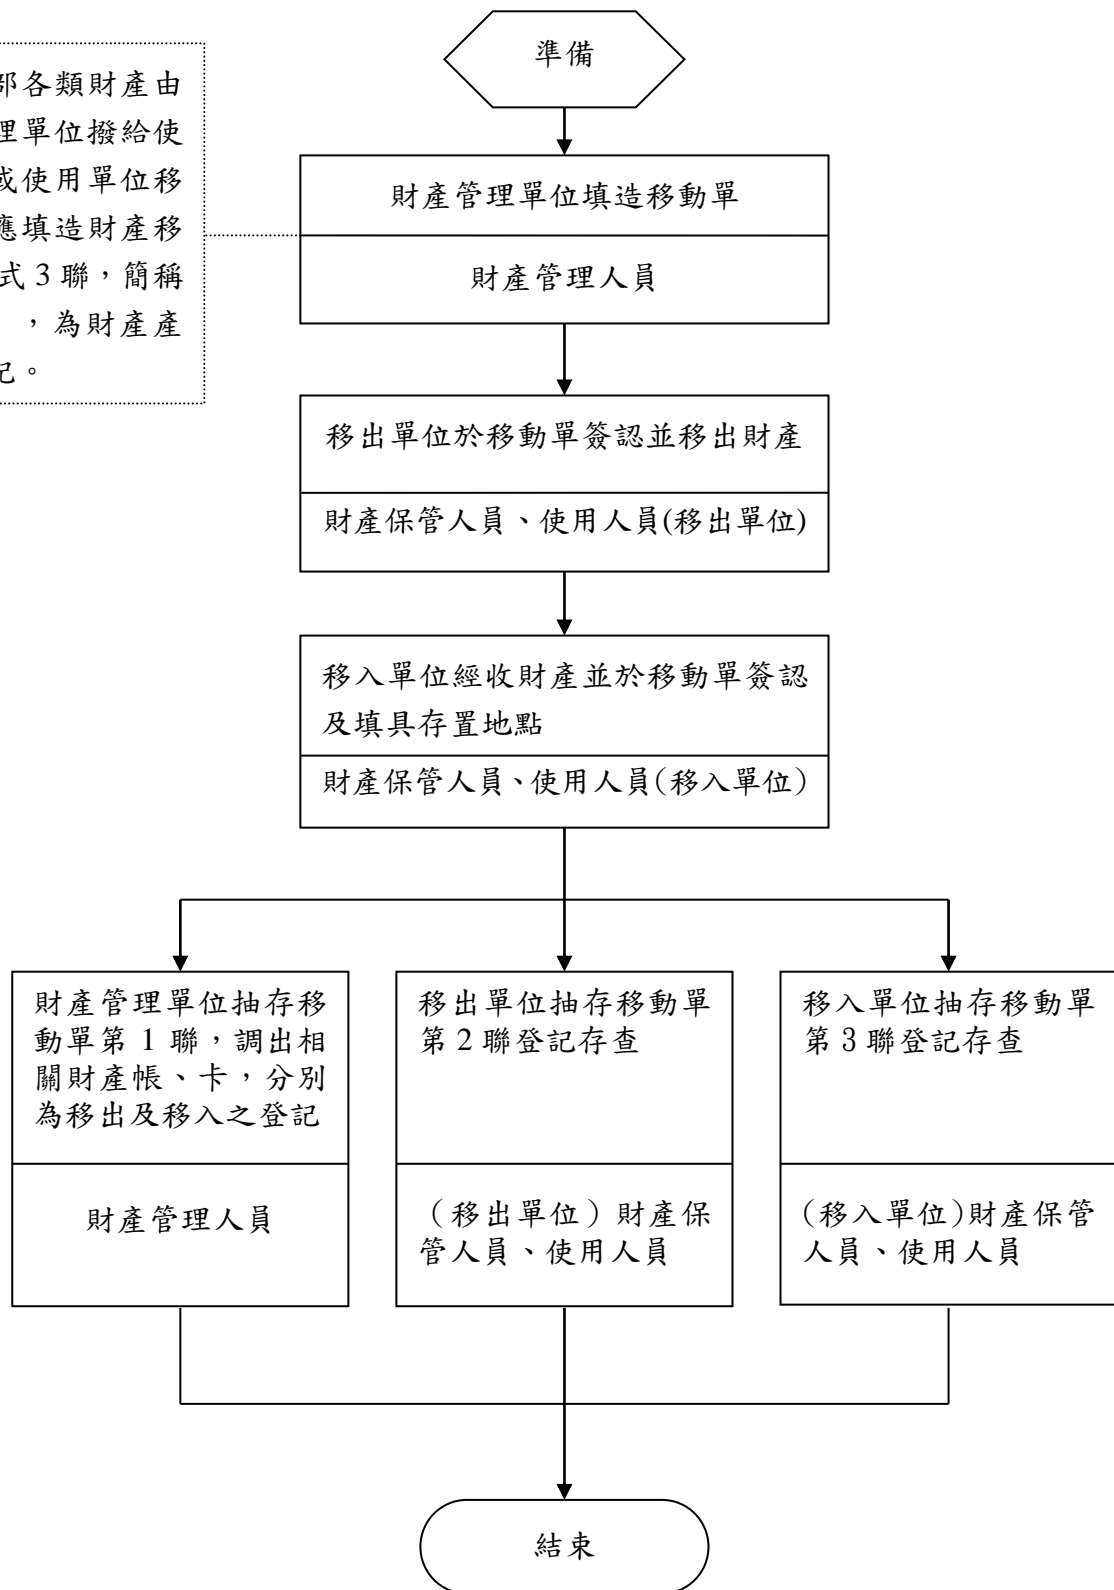 準備
部各類財產由
理單位撥給使
或使用單位移
應填造財產移
式3聯，簡稱
，為財產產
記。
財產管理單位填造移動單
財產管理人員
移出單位於移動單簽認並移出財產
財產保管人員、使用人員(移出單位)
移入單位經收財產並於移動單簽認
及填具存置地點
財產保管人員、使用人員(移入單位)
財產管理單位抽存移
動單第1聯，調出相
關財產帳、卡，分別
為移出及移入之登記
財產管理人員
移出單位抽存移動單
第2聯登記存查
（移出單位）財產保
管人員、使用人員
移入單位抽存移動單
第3聯登記存查
(移入單位)財產保管
人員、使用人員
結束